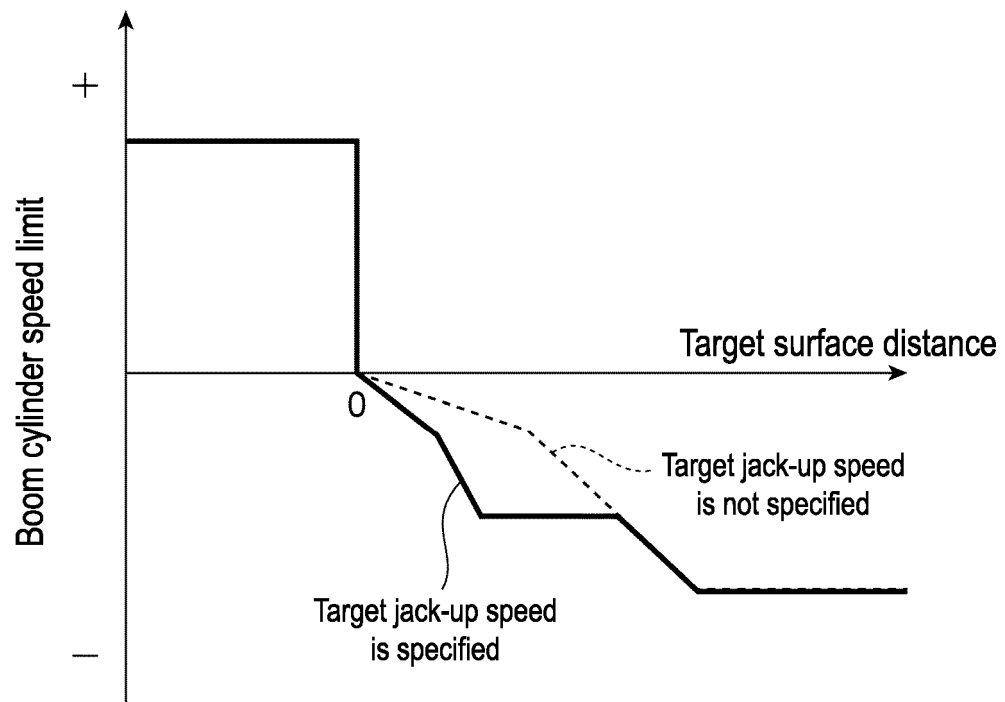 +
Boom cylinder speed limit
Target surface distance
0
Target jack-up speed
is not specified
Target jack-up speed
is specified
−